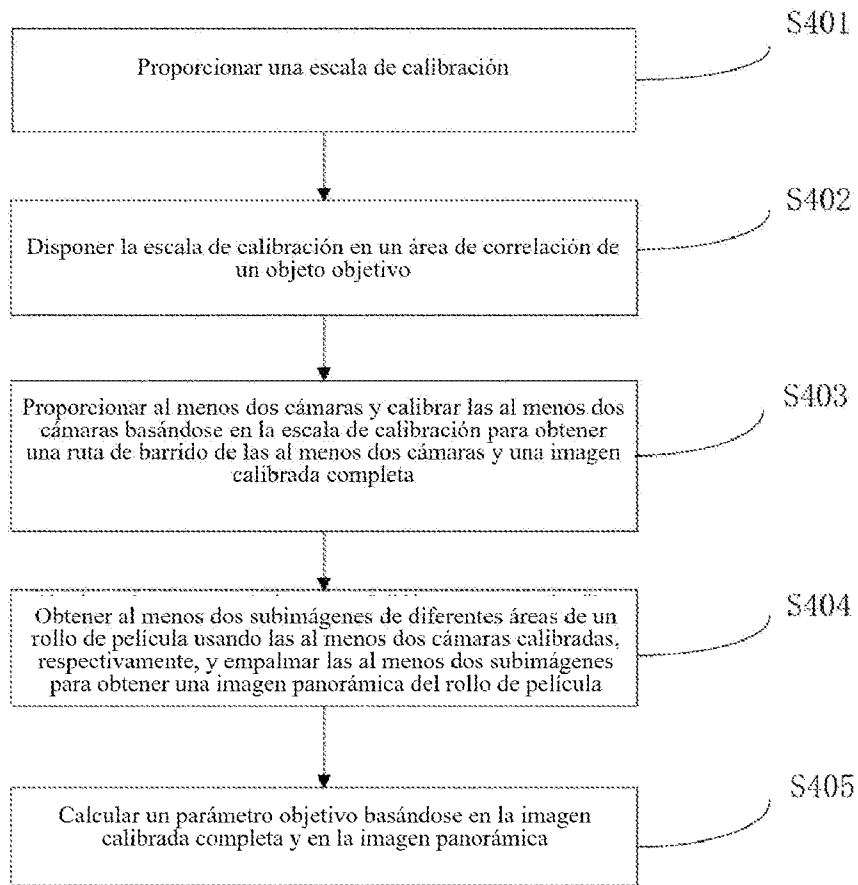 S401
Proporcionar una escala de calibración
S402
Disponer la escala de calibración en un área de correlación de
un objeto objetivo
S403
Proporcionar al menos dos cámaras y calibrar las al menos dos
cámaras basándose en la escala de calibración para obtener
una ruta de barrido de las al menos dos cámaras y una imagen
calibrada completa
S404
Obtener al menos dos subimágenes de diferentes áreas de un
rollo de película usando las al menos dos cámaras calibradas,
respectivamente, y empalmar las al menos dos subimágenes
para obtener una imagen panorámica del rollo de película
S405
Calcular un parámetro objetivo basándose en la imagen
calibrada completa y en la imagen panorámica